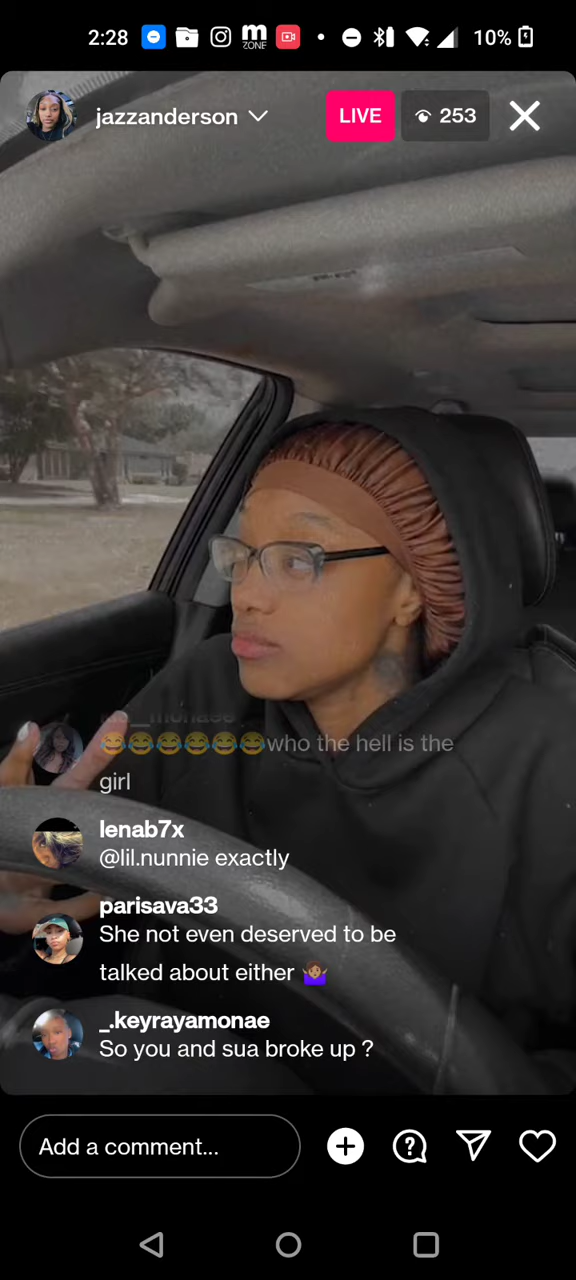 2:28
m
ZONE
10%
jazzanderson
LIVE
253
😂😂😂😂😂😂who the hell is the
girl
lenab7x
@lil.nunnie exactly
parisava33
She not even deserved to be
talked about either 🤷🏽‍♀️
_.keyrayamonae
So you and sua broke up ?
Add a comment...